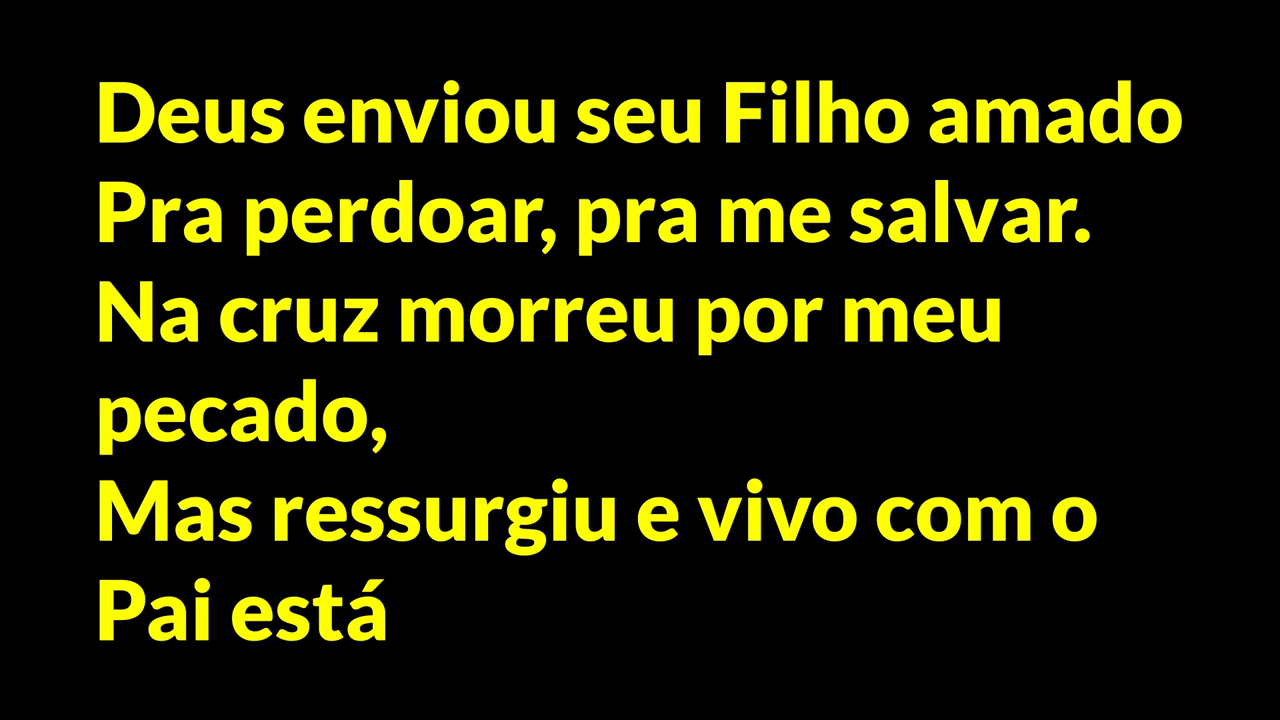 Deus enviou seu Filho amado
Pra perdoar, pra me salvar.
Na cruz morreu por meu
pecado,
Mas ressurgiu e vivo com o
Pai está